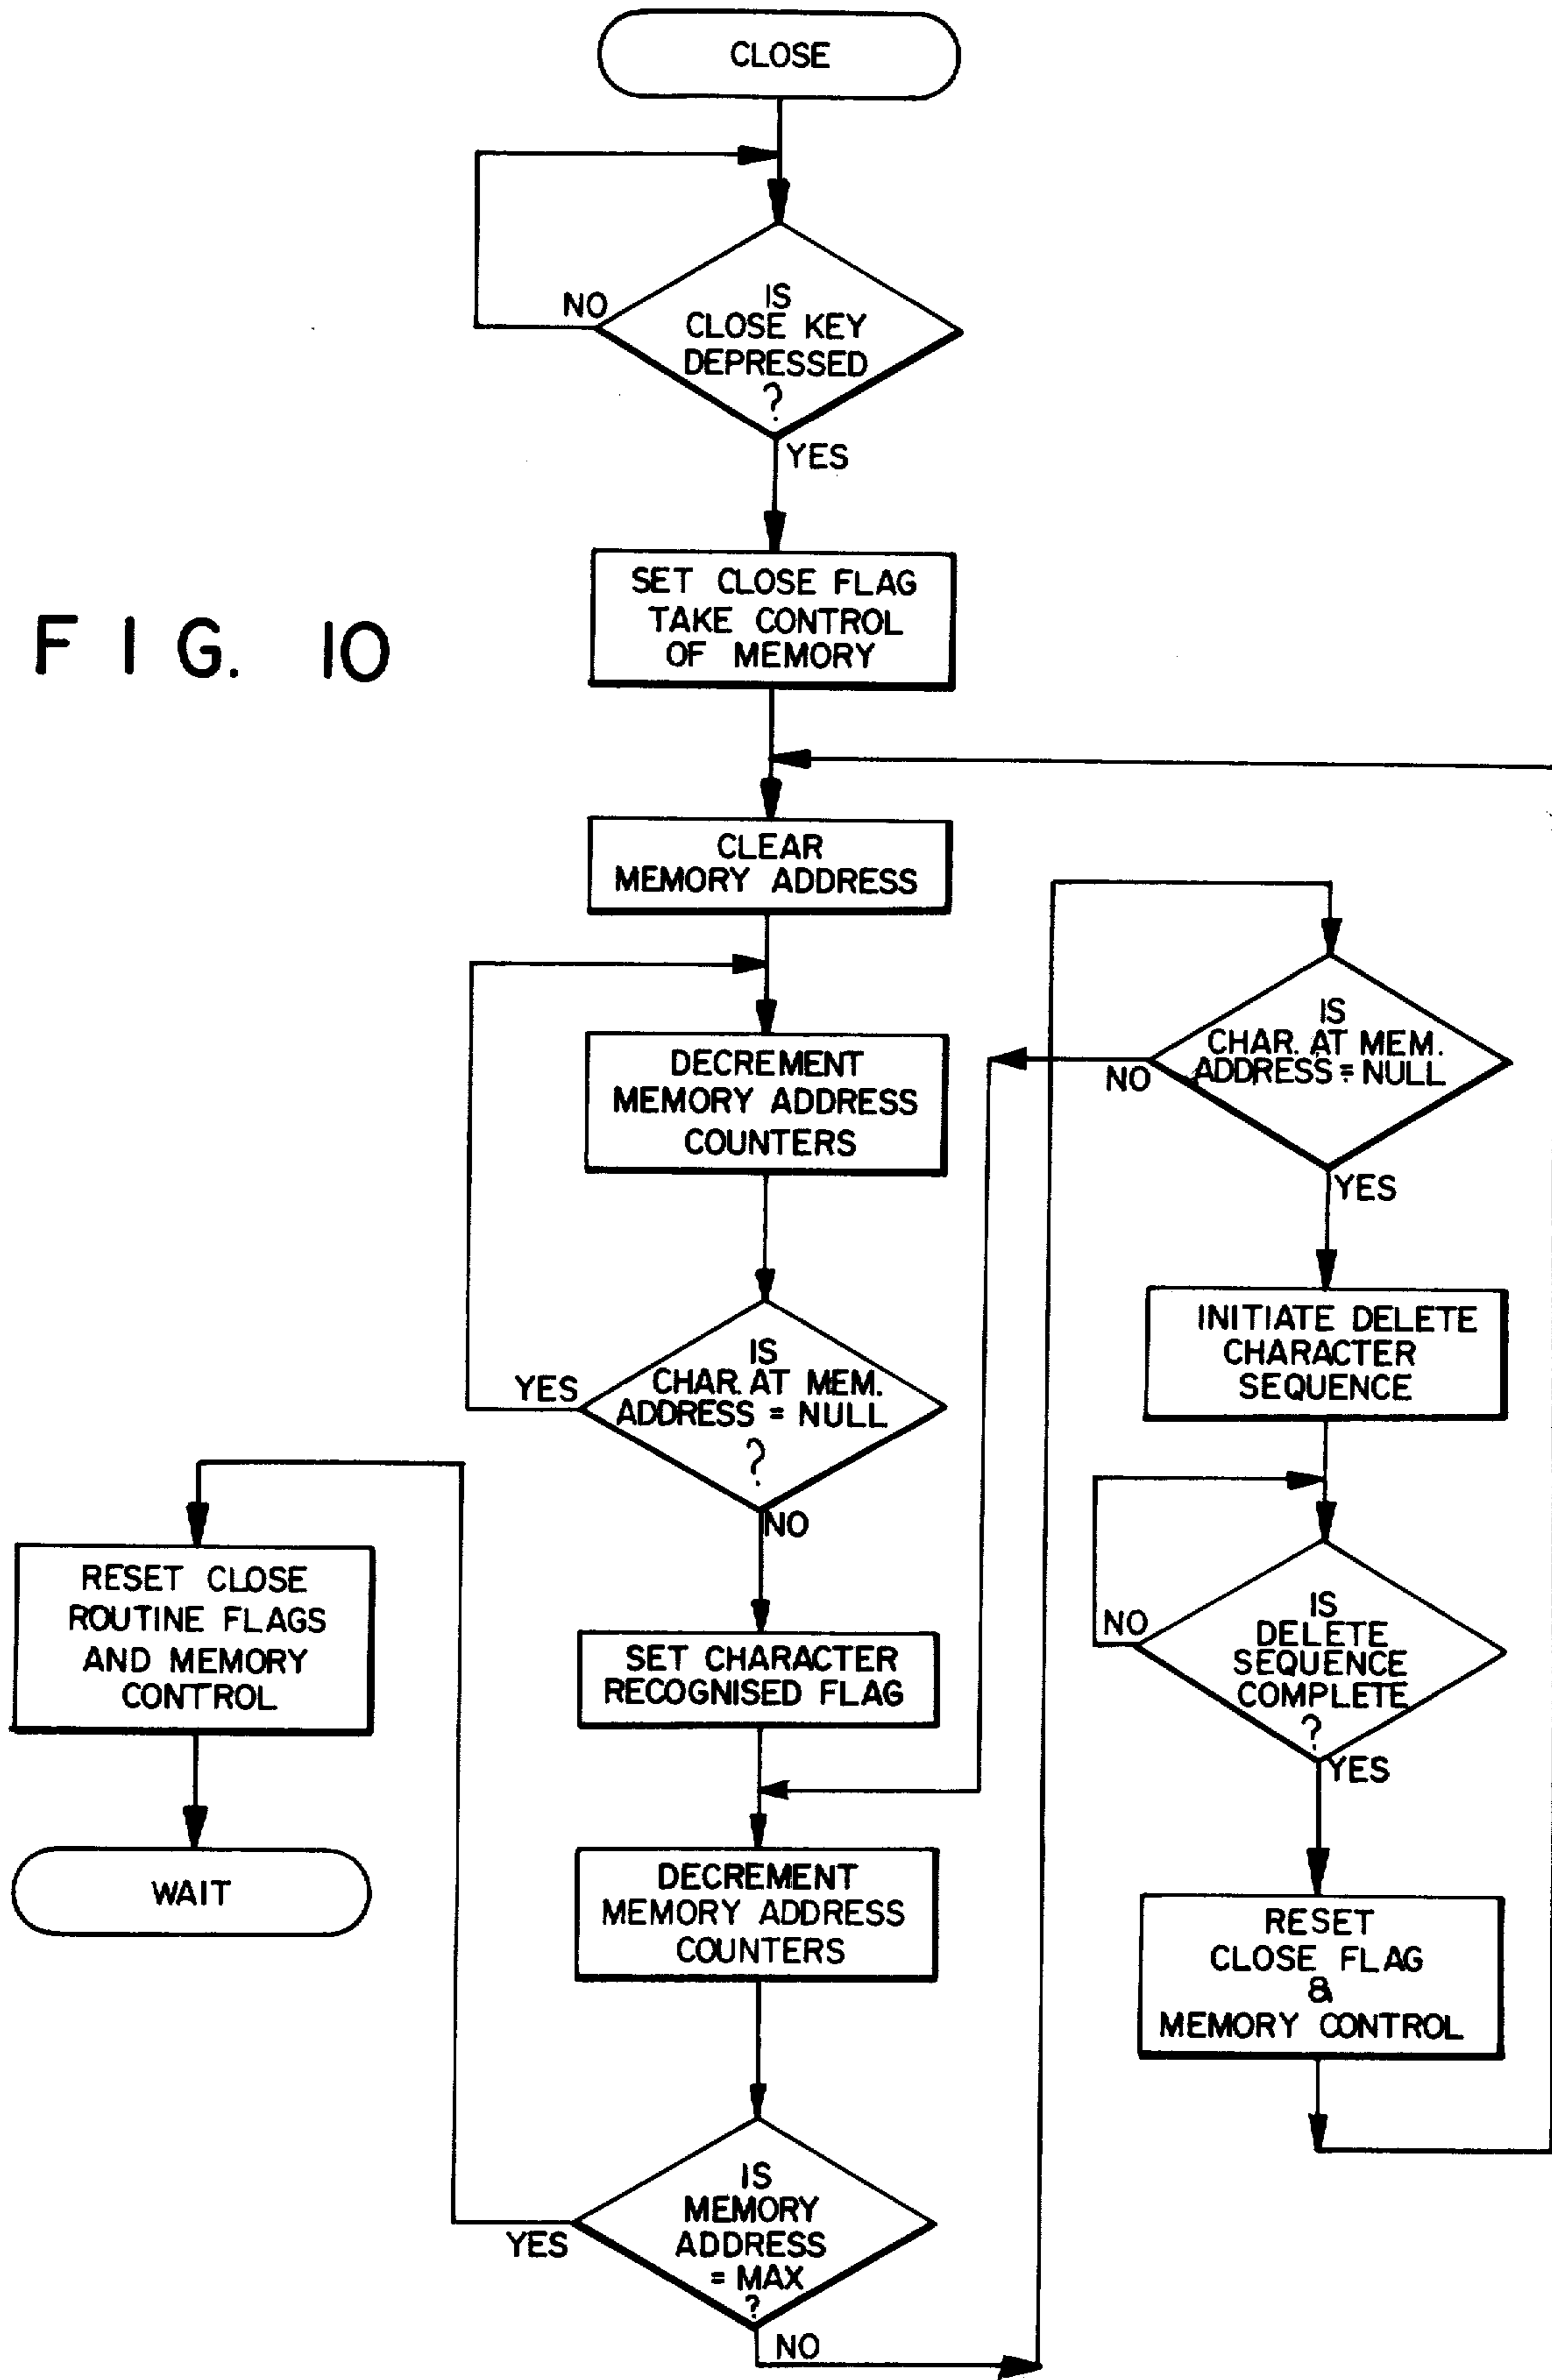 CLOSE
NO
IS
CLOSE KEY
DEPRESSED
?
YES
SET CLOSE FLAG
TAKE CONTROL
OF MEMORY
F I G. 10
CLEAR
MEMORY ADDRESS
DECREMENT
MEMORY ADDRESS
COUNTERS
YES
IS
CHAR. AT MEM.
ADDRESS = NULL
?
NO
SET CHARACTER
RECOGNISED FLAG
DECREMENT
MEMORY ADDRESS
COUNTERS
YES
IS
MEMORY
ADDRESS
= MAX
?
NO
RESET CLOSE
ROUTINE FLAGS
AND MEMORY
CONTROL
WAIT
IS
CHAR. AT MEM.
ADDRESS = NULL
NO
YES
INITIATE DELETE
CHARACTER
SEQUENCE
NO
IS
DELETE
SEQUENCE
COMPLETE
?
YES
RESET
CLOSE FLAG
&
MEMORY CONTROL